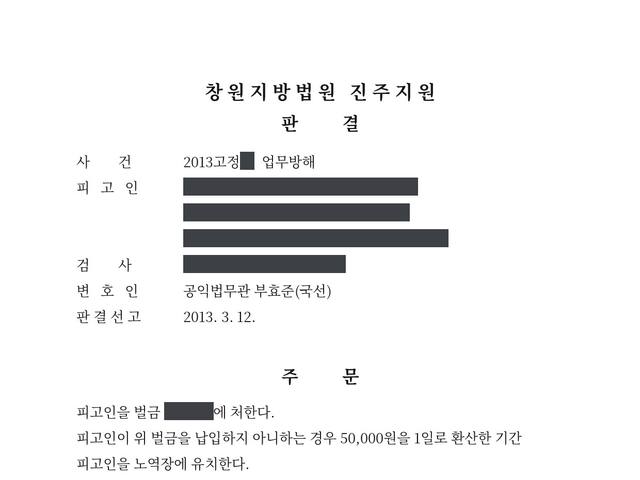 창원지방법원 진주지원
판 결
사 건 2013고정 업무방해
피 고 인
검 사
변 호 인 공익법무관 부효준(국선)
판결선고 2013. 3. 12.
주 문
피고인을 벌금 에 처한다.
피고인이 위 벌금을 납입하지 아니하는 경우 50,000원을 1일로 환산한 기간
피고인을 노역장에 유치한다.